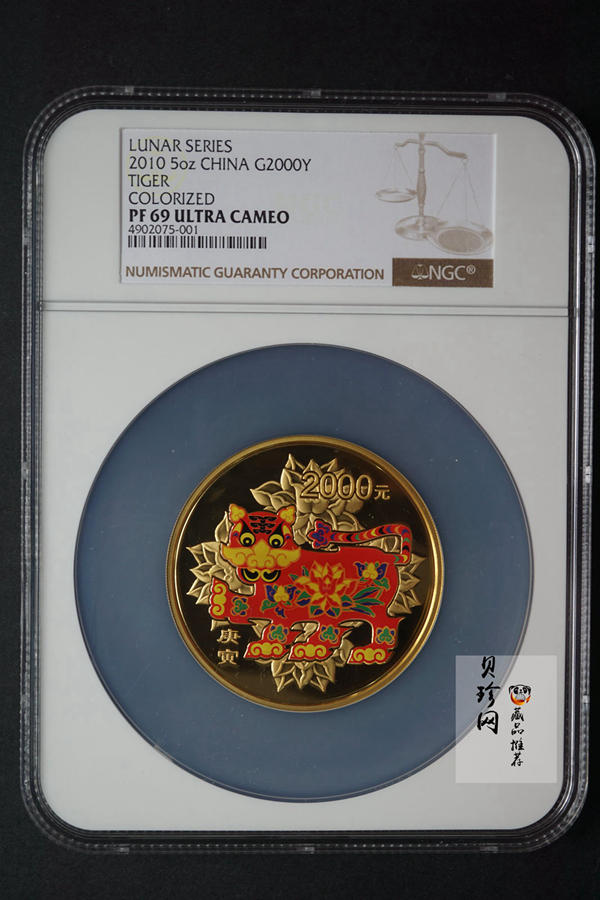 LUNAR SERIES
2010 5oz CHINA G2000Y
TIGER
COLORIZED
PF 69 ULTRA CAMEO
4902075-001
NUMISMATIC GUARANTY CORPORATION
NGC®
2000元
庚寅
贝珍网
藏品推荐